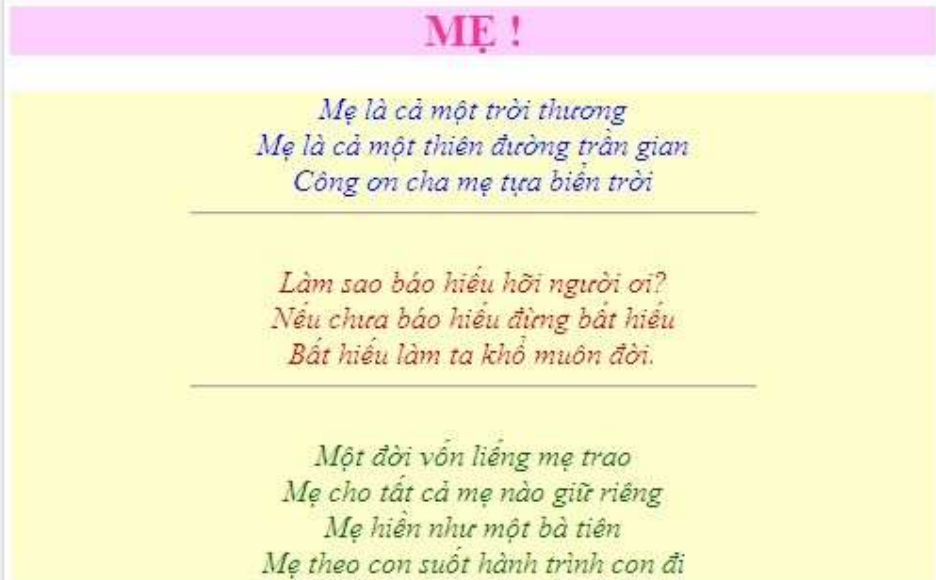 MẸ !
Mẹ là cả một trời thương
Mẹ là cả một thiên đường trần gian
Công ơn cha mẹ tựa biển trời
Làm sao báo hiếu hỡi người ơi?
Nếu chưa báo hiếu đừng bất hiếu
Bất hiếu làm ta khổ muôn đời.
Một đời vốn liếng mẹ trao
Mẹ cho tất cả mẹ nào giữ riêng
Mẹ hiền như một bà tiên
Mẹ theo con suốt hành trình con đi